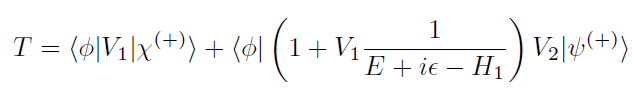 T = ⟨ϕ|V₁|χ⁽⁺⁾⟩ + ⟨ϕ| (1 + V₁ 1/(E + iϵ − H₁)) V₂|ψ⁽⁺⁾⟩